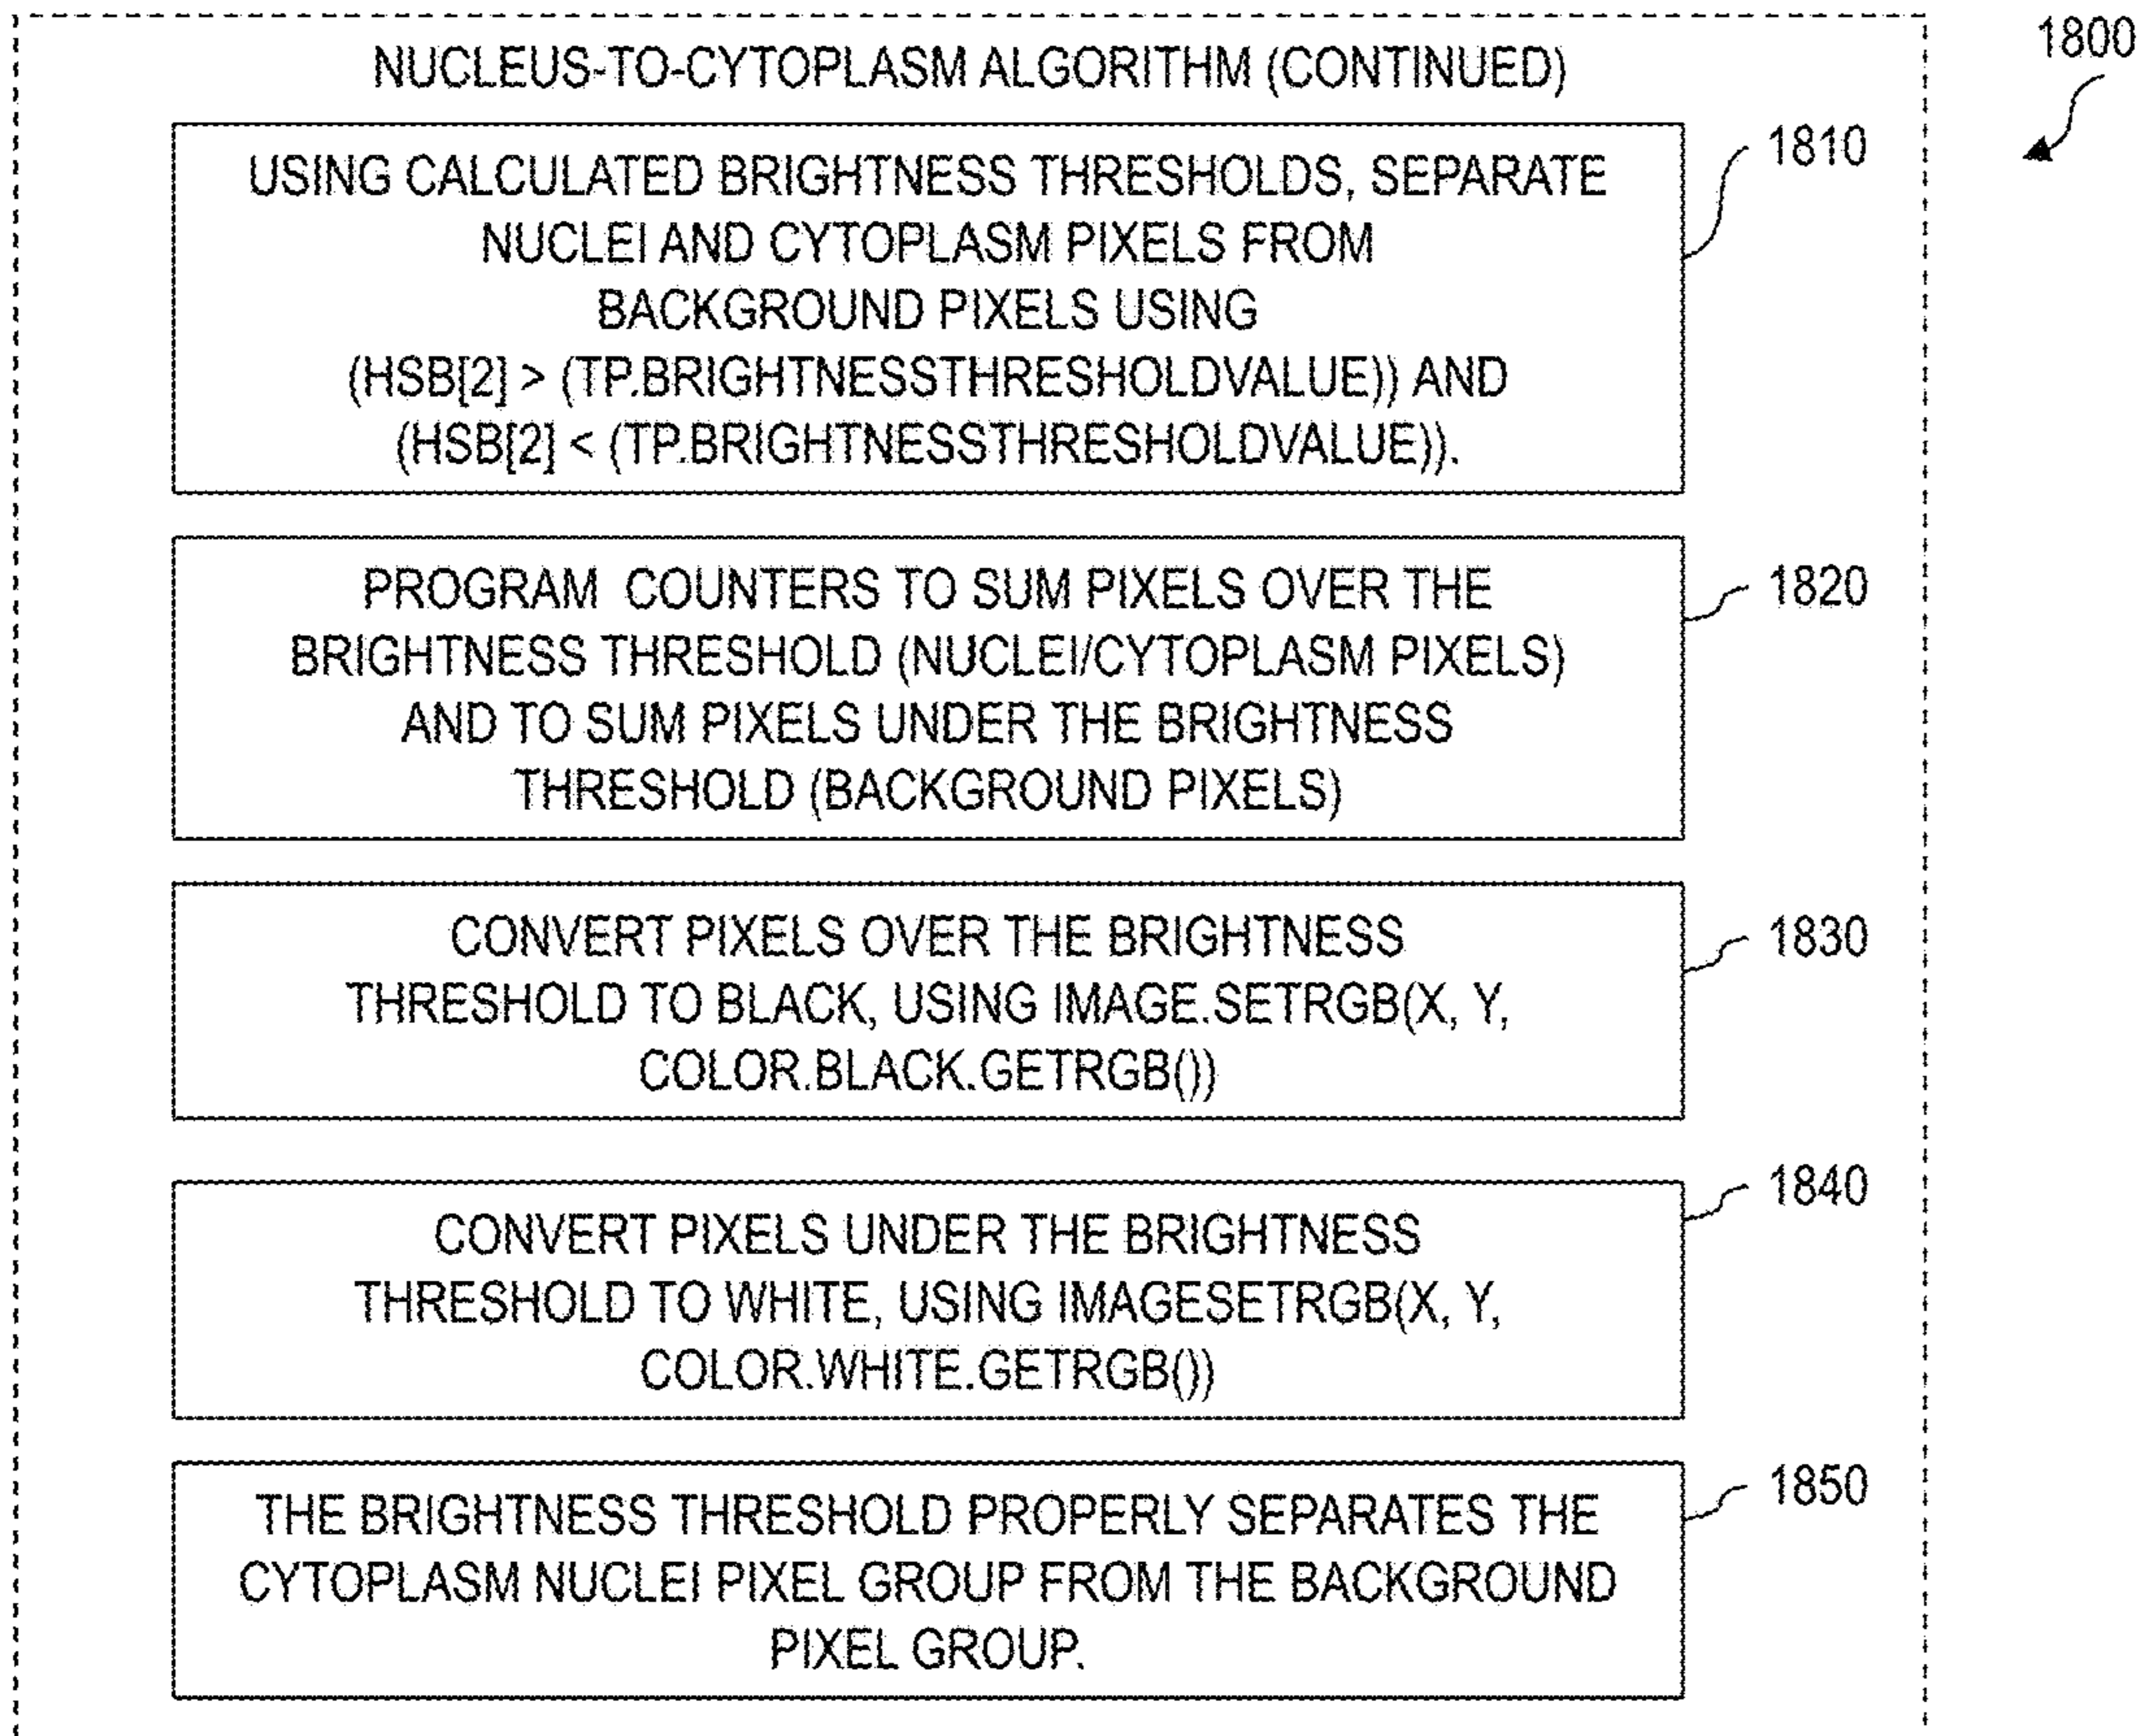 1800
NUCLEUS-TO-CYTOPLASM ALGORITHM (CONTINUED)
1810
USING CALCULATED BRIGHTNESS THRESHOLDS, SEPARATE
NUCLEI AND CYTOPLASM PIXELS FROM
BACKGROUND PIXELS USING
(HSB[2] > (TP.BRIGHTNESSTHRESHOLDVALUE)) AND
(HSB[2] < (TP.BRIGHTNESSTHRESHOLDVALUE)).
1820
PROGRAM COUNTERS TO SUM PIXELS OVER THE
BRIGHTNESS THRESHOLD (NUCLEI/CYTOPLASM PIXELS)
AND TO SUM PIXELS UNDER THE BRIGHTNESS
THRESHOLD (BACKGROUND PIXELS)
1830
CONVERT PIXELS OVER THE BRIGHTNESS
THRESHOLD TO BLACK, USING IMAGE.SETRGB(X, Y,
COLOR.BLACK.GETRGB())
1840
CONVERT PIXELS UNDER THE BRIGHTNESS
THRESHOLD TO WHITE, USING IMAGESETRGB(X, Y,
COLOR.WHITE.GETRGB())
1850
THE BRIGHTNESS THRESHOLD PROPERLY SEPARATES THE
CYTOPLASM NUCLEI PIXEL GROUP FROM THE BACKGROUND
PIXEL GROUP.